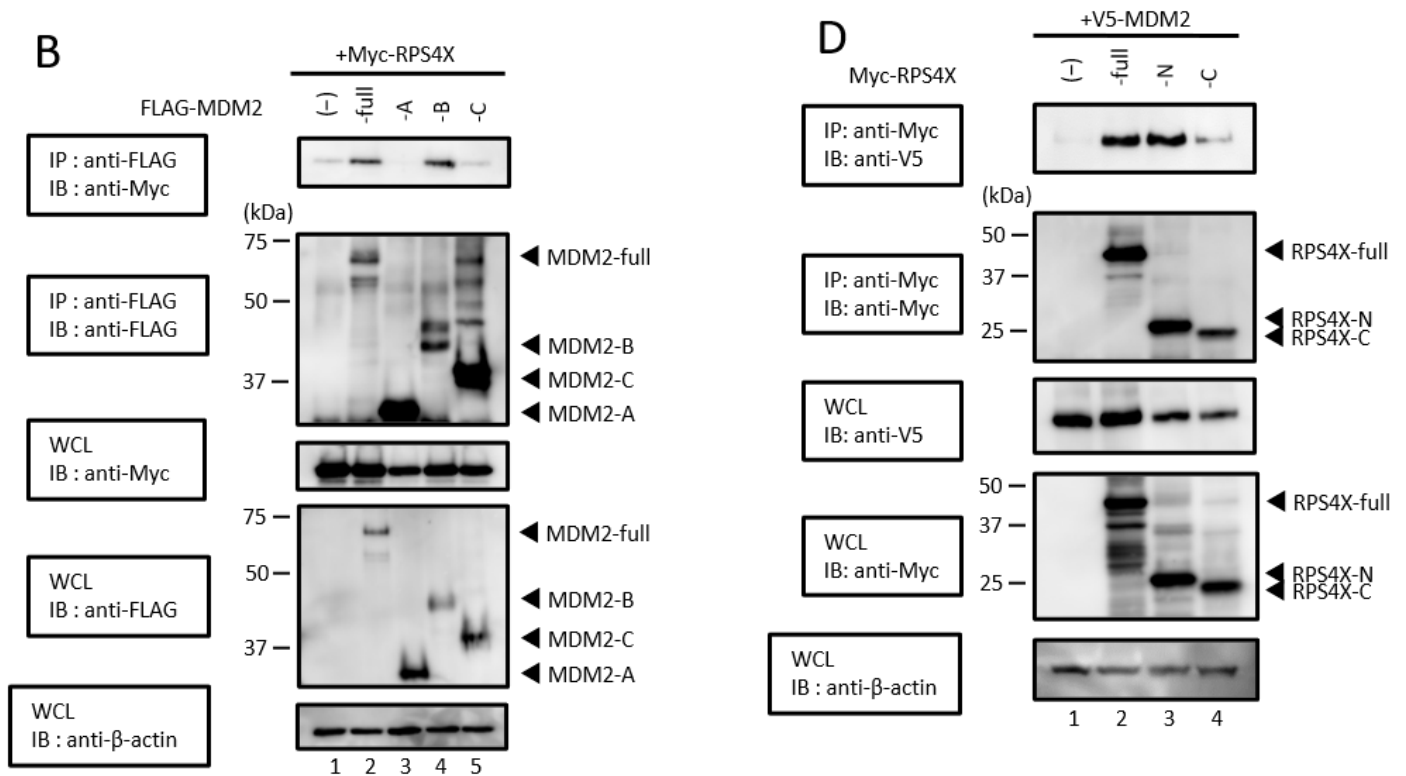 B
+Myc-RPS4X
FLAG-MDM2
(−)
-full
-A
-B
-C
IP : anti-FLAG
IB : anti-Myc
(kDa)
75
50
37
MDM2-full
MDM2-B
MDM2-C
MDM2-A
IP : anti-FLAG
IB : anti-FLAG
WCL
IB : anti-Myc
75
50
37
MDM2-full
MDM2-B
MDM2-C
MDM2-A
WCL
IB : anti-FLAG
WCL
IB : anti-β-actin
1 2 3 4 5
D
+V5-MDM2
Myc-RPS4X
(−)
-full
-N
-C
IP: anti-Myc
IB: anti-V5
(kDa)
50
37
25
RPS4X-full
RPS4X-N
RPS4X-C
IP: anti-Myc
IB: anti-Myc
WCL
IB: anti-V5
50
37
25
RPS4X-full
RPS4X-N
RPS4X-C
WCL
IB: anti-Myc
WCL
IB : anti-β-actin
1 2 3 4